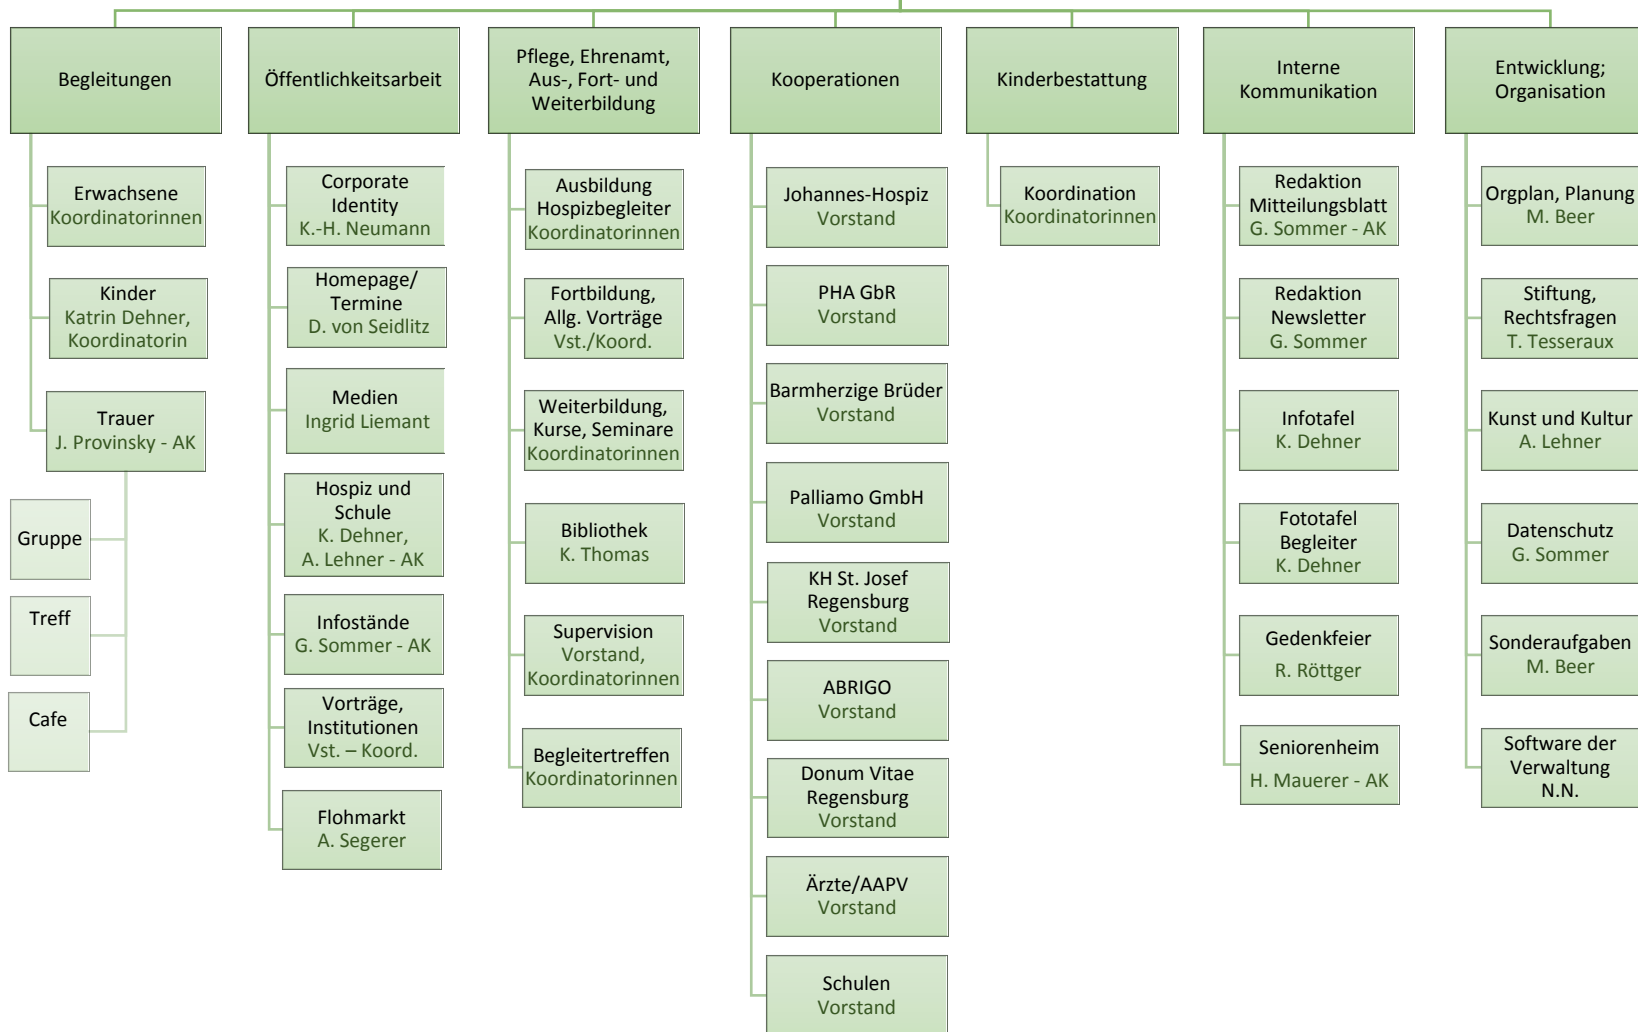 Begleitungen
Erwachsene
Koordinatorinnen
Kinder
Katrin Dehner,
Koordinatorin
Trauer
J. Provinsky - AK
Gruppe
Treff
Cafe
Öffentlichkeitsarbeit
Corporate
Identity
K.-H. Neumann
Homepage/
Termine
D. von Seidlitz
Medien
Ingrid Liemant
Hospiz und
Schule
K. Dehner,
A. Lehner - AK
Infostände
G. Sommer - AK
Vorträge,
Institutionen
Vst. – Koord.
Flohmarkt
A. Segerer
Pflege, Ehrenamt,
Aus-, Fort- und
Weiterbildung
Ausbildung
Hospizbegleiter
Koordinatorinnen
Fortbildung,
Allg. Vorträge
Vst./Koord.
Weiterbildung,
Kurse, Seminare
Koordinatorinnen
Bibliothek
K. Thomas
Supervision
Vorstand,
Koordinatorinnen
Begleitertreffen
Koordinatorinnen
Kooperationen
Johannes-Hospiz
Vorstand
PHA GbR
Vorstand
Barmherzige Brüder
Vorstand
Palliamo GmbH
Vorstand
KH St. Josef
Regensburg
Vorstand
ABRIGO
Vorstand
Donum Vitae
Regensburg
Vorstand
Ärzte/AAPV
Vorstand
Schulen
Vorstand
Kinderbestattung
Koordination
Koordinatorinnen
Interne
Kommunikation
Redaktion
Mitteilungsblatt
G. Sommer - AK
Redaktion
Newsletter
G. Sommer
Infotafel
K. Dehner
Fototafel
Begleiter
K. Dehner
Gedenkfeier
R. Röttger
Seniorenheim
H. Mauerer - AK
Entwicklung;
Organisation
Orgplan, Planung
M. Beer
Stiftung,
Rechtsfragen
T. Tesseraux
Kunst und Kultur
A. Lehner
Datenschutz
G. Sommer
Sonderaufgaben
M. Beer
Software der
Verwaltung
N.N.